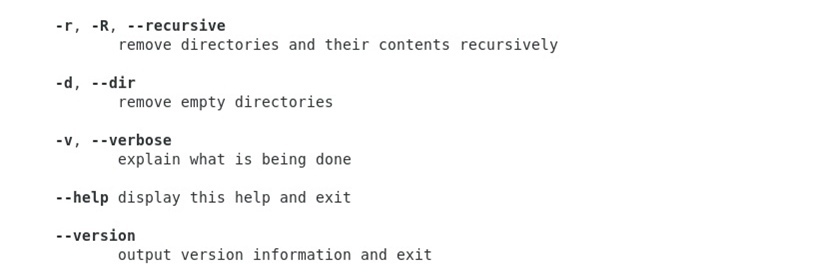 -r, -R, --recursive
remove directories and their contents recursively
-d, --dir
remove empty directories
-v, --verbose
explain what is being done
--help display this help and exit
--version
output version information and exit